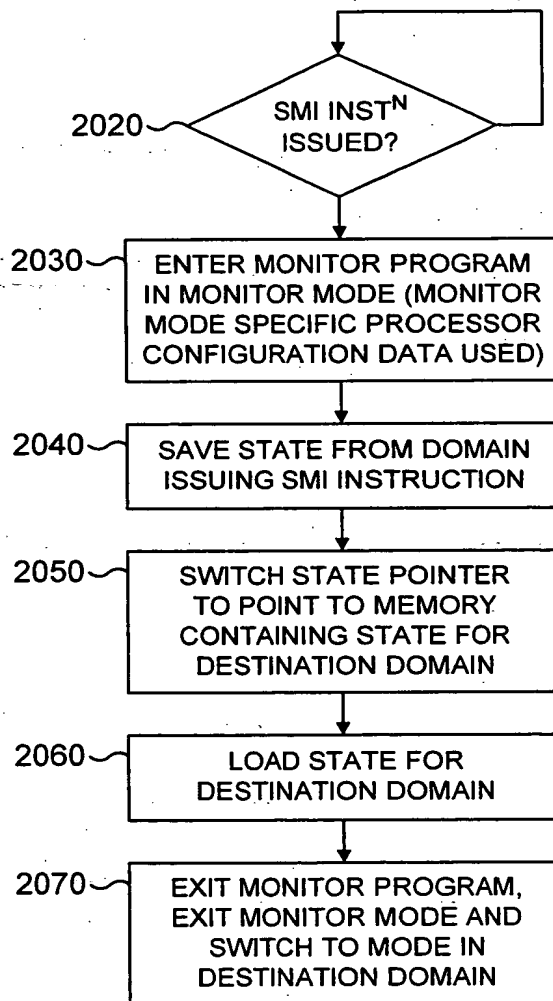 2020
SMI INSTᴺ
ISSUED?
2030
ENTER MONITOR PROGRAM
IN MONITOR MODE (MONITOR
MODE SPECIFIC PROCESSOR
CONFIGURATION DATA USED)
2040
SAVE STATE FROM DOMAIN
ISSUING SMI INSTRUCTION
2050
SWITCH STATE POINTER
TO POINT TO MEMORY
CONTAINING STATE FOR
DESTINATION DOMAIN
2060
LOAD STATE FOR
DESTINATION DOMAIN
2070
EXIT MONITOR PROGRAM,
EXIT MONITOR MODE AND
SWITCH TO MODE IN
DESTINATION DOMAIN